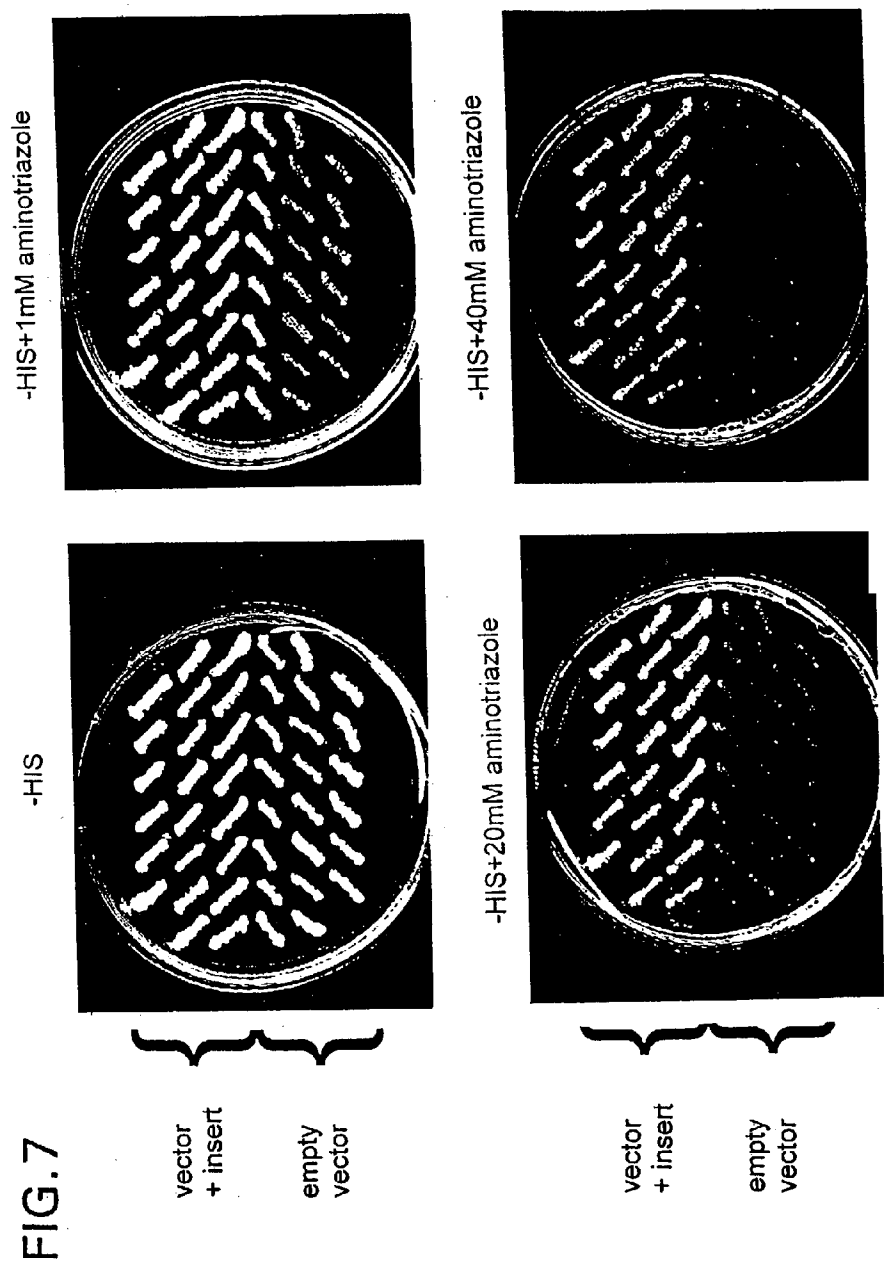 FIG.7
-HIS
-HIS+1mM aminotriazole
vector
+ insert
empty
vector
-HIS+20mM aminotriazole
-HIS+40mM aminotriazole
vector
+ insert
empty
vector